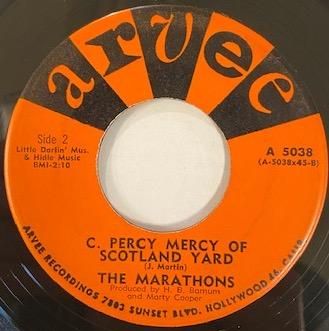 arvee
Side 2
Little Darlin' Mus.
& Hidle Music
BMI-2:10
A 5038
(A-5038x45-B)
C. PERCY MERCY OF
SCOTLAND YARD
(J. Martin)
THE MARATHONS
Produced by H. B. Barnum
and Marty Cooper
ARVEE RECORDINGS 7803 SUNSET BLVD. HOLLYWOOD 46, CALIF.